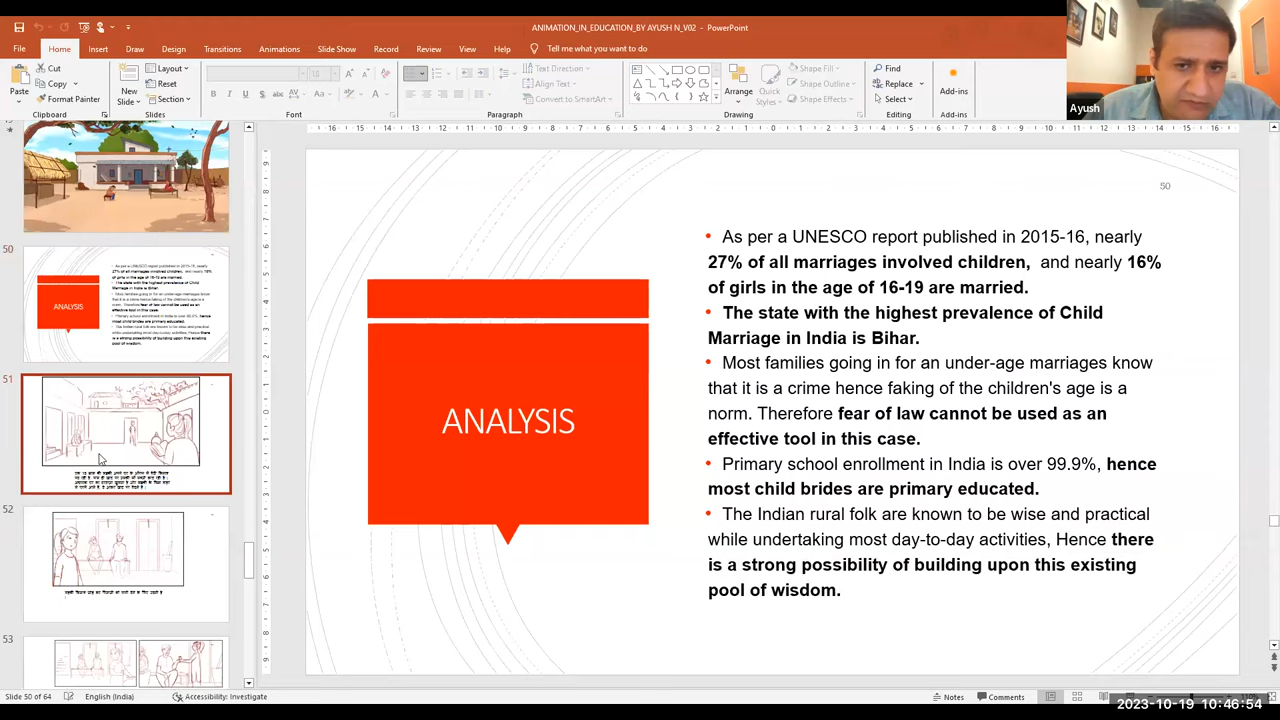 ANIMATION_IN_EDUCATION_BY AYUSH N_V02 - PowerPoint
File Home Insert Draw Design Transitions Animations Slide Show Record Review View Help Tell me what you want to do
Paste
Cut
Copy
Format Painter
Clipboard
New Slide
Layout
Reset
Section
Slides
18
Font
Text Direction
Align Text
Convert to SmartArt
Paragraph
Arrange
Quick Styles
Shape Fill
Shape Outline
Shape Effects
Drawing
Find
Replace
Select
Editing
Add-ins
Add-ins
Ayush
50
ANALYSIS
51
52
53
50
ANALYSIS
• As per a UNESCO report published in 2015-16, nearly
27% of all marriages involved children, and nearly 16%
of girls in the age of 16-19 are married.
• The state with the highest prevalence of Child
Marriage in India is Bihar.
• Most families going in for an under-age marriages know
that it is a crime hence faking of the children's age is a
norm. Therefore fear of law cannot be used as an
effective tool in this case.
• Primary school enrollment in India is over 99.9%, hence
most child brides are primary educated.
• The Indian rural folk are known to be wise and practical
while undertaking most day-to-day activities, Hence there
is a strong possibility of building upon this existing
pool of wisdom.
Slide 50 of 64 English (India) Accessibility: Investigate Notes Comments
2023-10-19 10:46:54